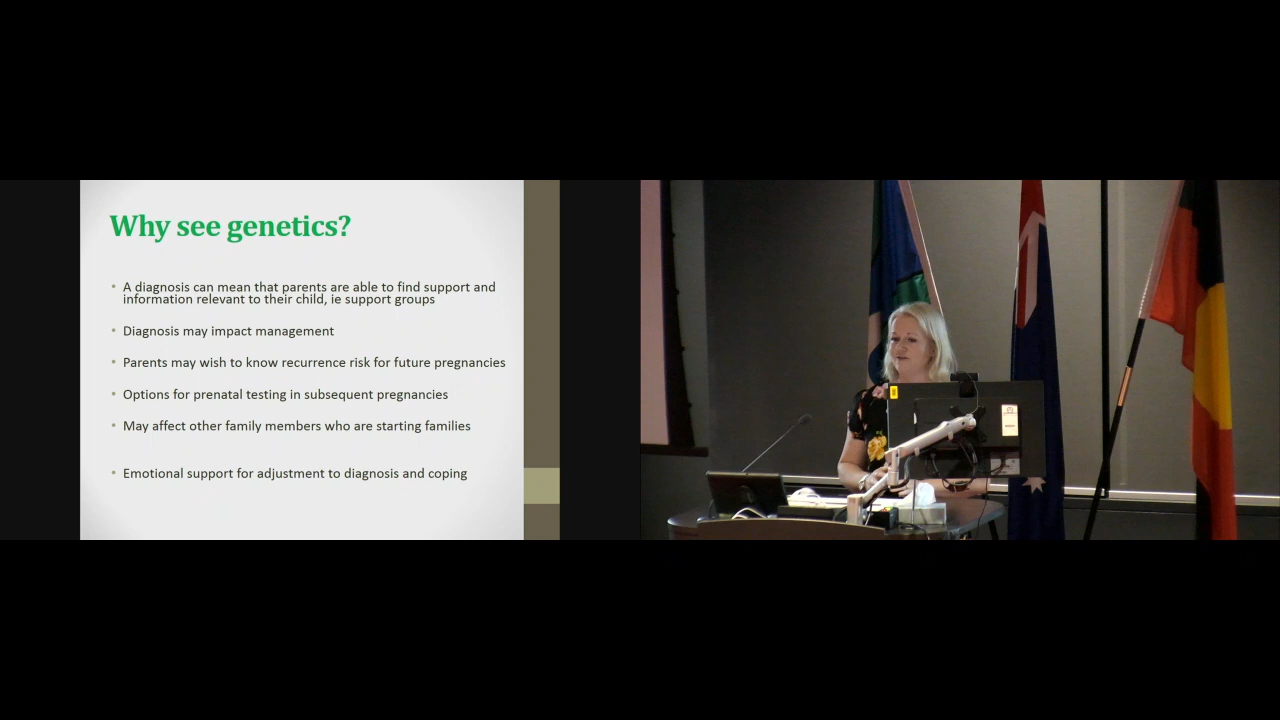 Why see genetics?
• A diagnosis can mean that parents are able to find support and
information relevant to their child, ie support groups
• Diagnosis may impact management
• Parents may wish to know recurrence risk for future pregnancies
• Options for prenatal testing in subsequent pregnancies
• May affect other family members who are starting families
• Emotional support for adjustment to diagnosis and coping